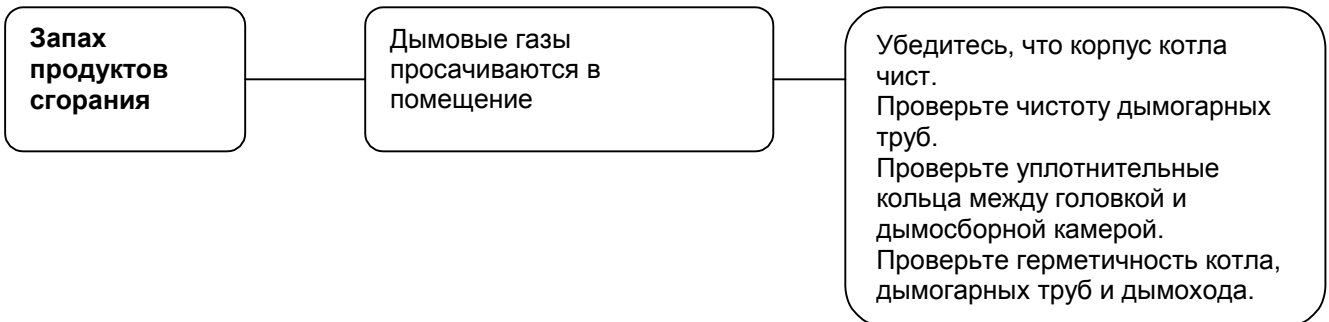 Запах
продуктов
сгорания
Дымовые газы
просачиваются в
помещение
Убедитесь, что корпус котла
чист.
Проверьте чистоту дымогарных
труб.
Проверьте уплотнительные
кольца между головкой и
дымосборной камерой.
Проверьте герметичность котла,
дымогарных труб и дымохода.